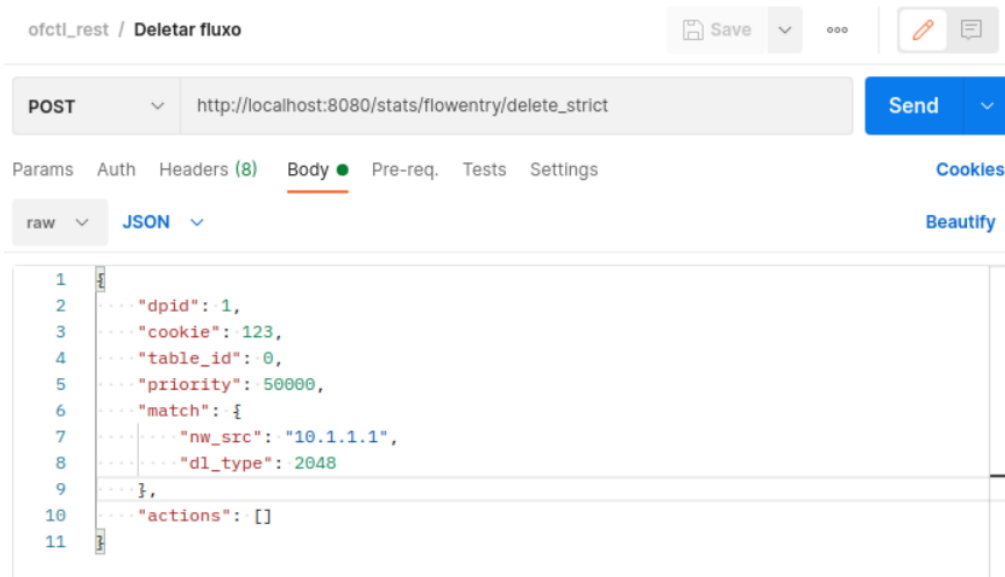 ofctl_rest / Deletar fluxo
Save
POST
http://localhost:8080/stats/flowentry/delete_strict
Send
Params Auth Headers (8) Body Pre-req. Tests Settings
Cookies
raw JSON
Beautify
1 {
2 "dpid": 1,
3 "cookie": 123,
4 "table_id": 0,
5 "priority": 50000,
6 "match": {
7 "nw_src": "10.1.1.1",
8 "dl_type": 2048
9 },
10 "actions": []
11 }